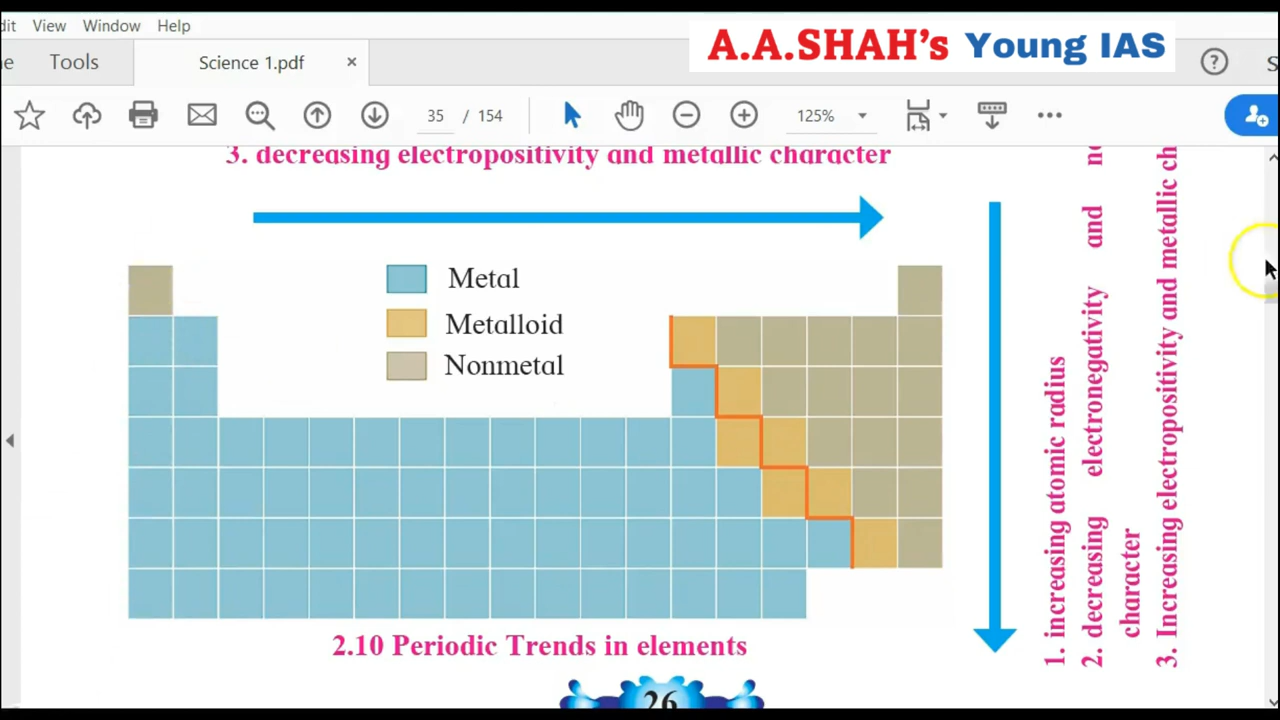 dit View Window Help
A.A.SHAH's Young IAS
e Tools Science 1.pdf × ? S
35 / 154 125%
3. decreasing electropositivity and metallic character
Metal
Metalloid
Nonmetal
1. increasing atomic radius
2. decreasing electronegativity and
character
3. Increasing electropositivity and metallic ch
2.10 Periodic Trends in elements
26